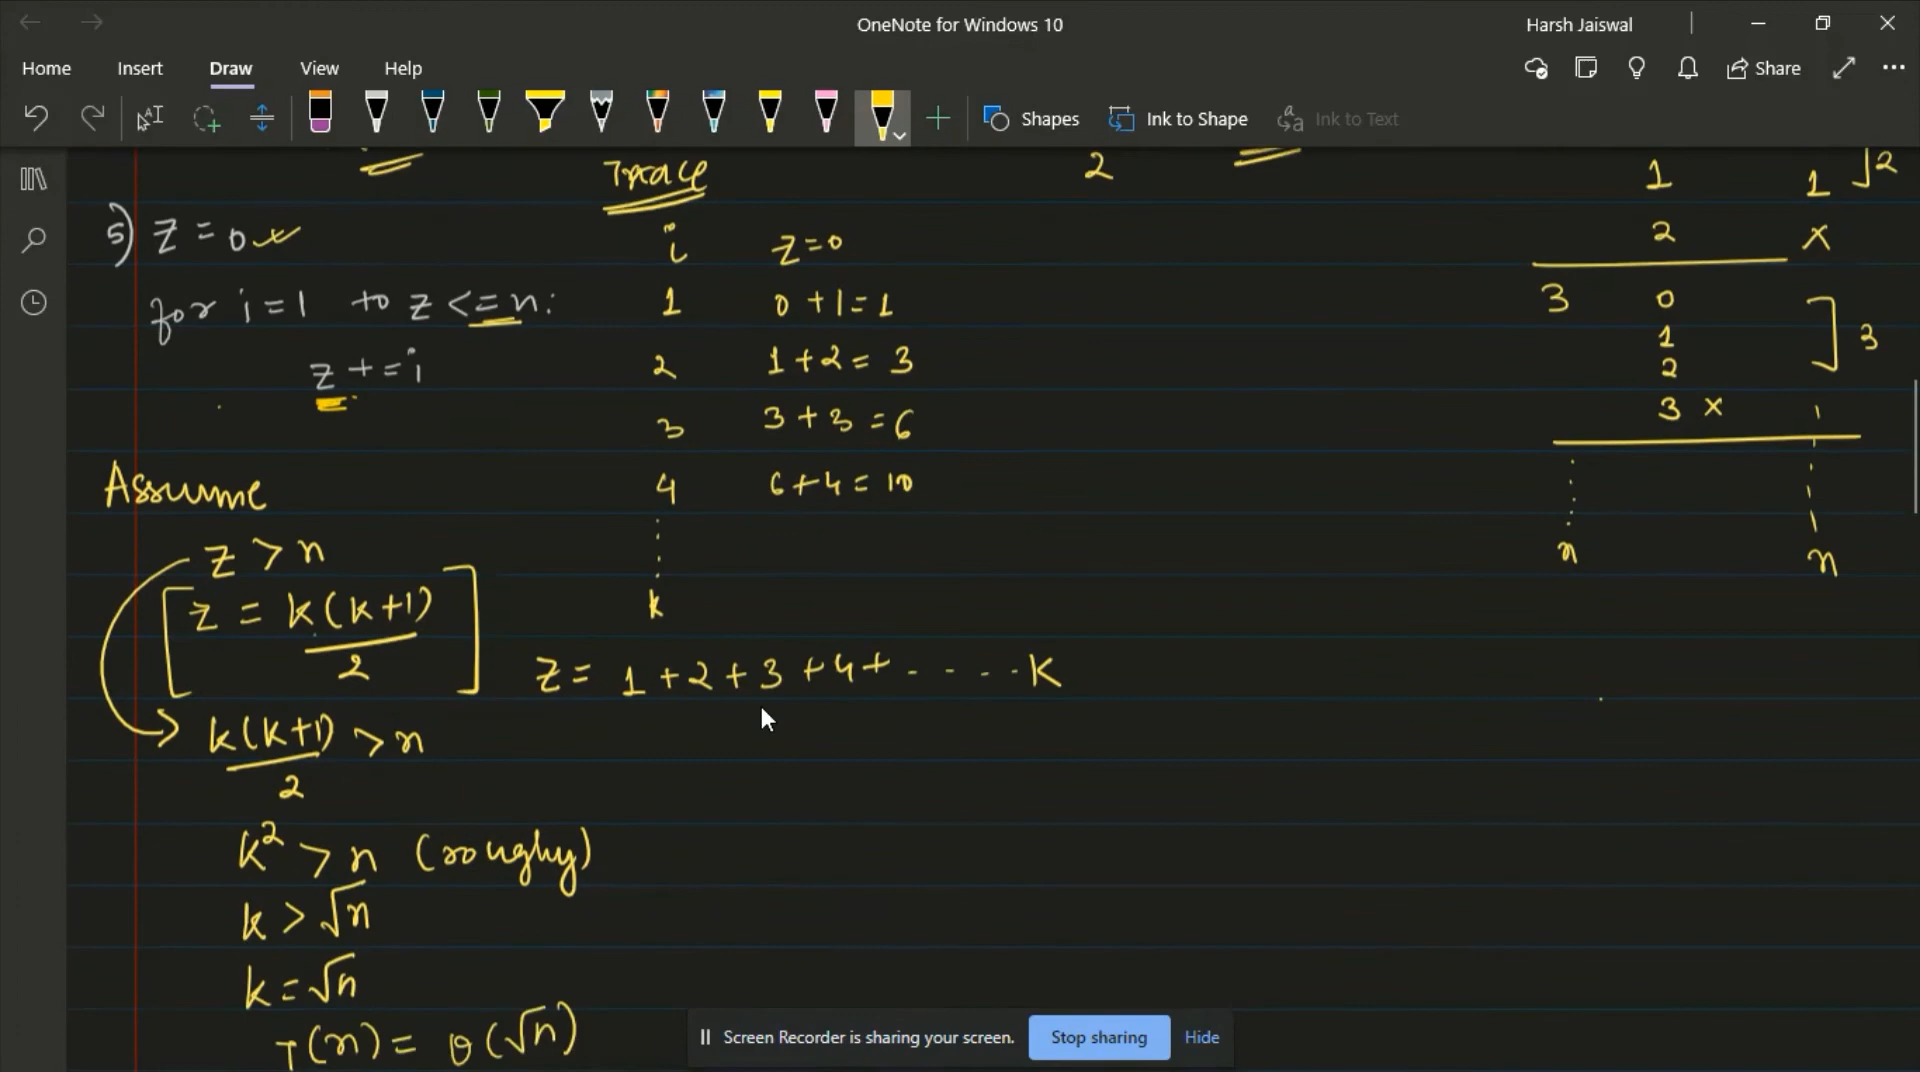 OneNote for Windows 10
Harsh Jaiswal
Home Insert Draw View Help
Share
Shapes Ink to Shape Ink to Text
Trace
5) Z = 0
for i = 1 to z <= n:
z + = i
i z = 0
1 0 + 1 = 1
2 1 + 2 = 3
3 3 + 3 = 6
4 6 + 4 = 10
k
Z = 1 + 2 + 3 + 4 + - - - - k
Assume
z > n
[ z = k(k+1) / 2 ]
k(k+1) / 2 > n
k² > n (roughy)
k > √n
k = √n
T(n) = θ(√n)
2
1 1 ]2
2 x
3 0
1 ] 3
2
3 x
n n
Screen Recorder is sharing your screen. Stop sharing Hide